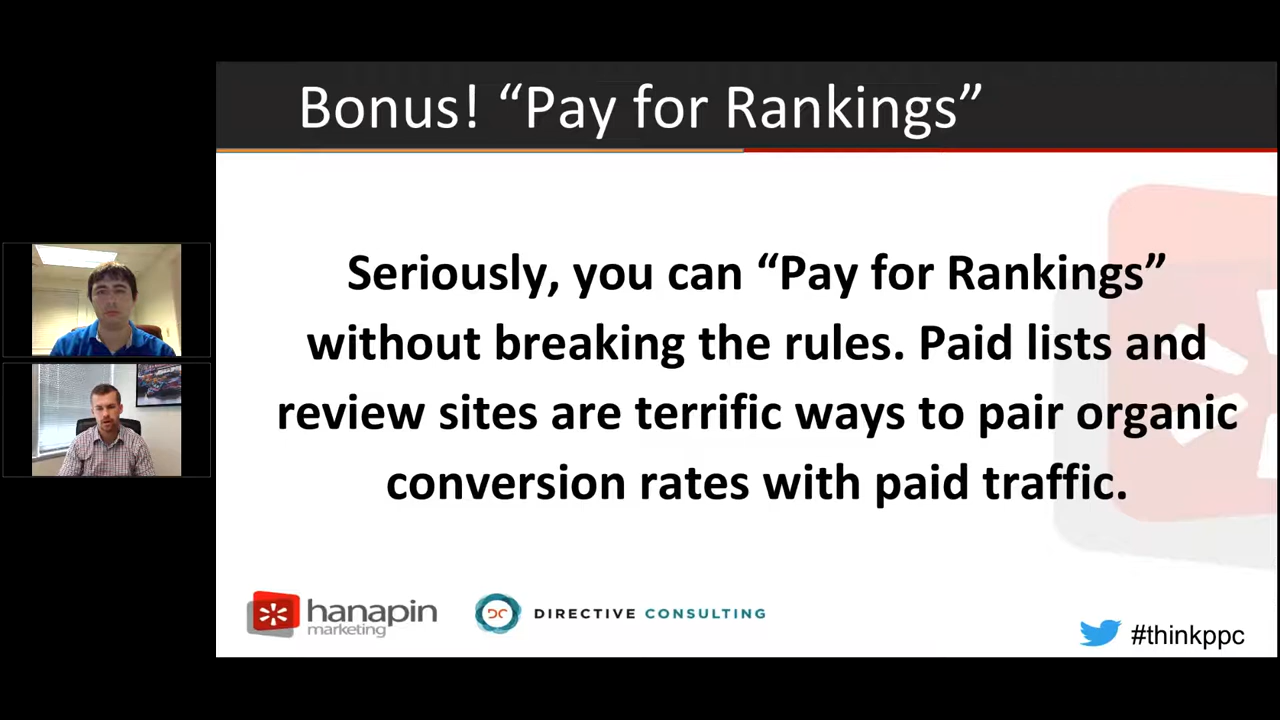 Bonus! “Pay for Rankings”
Seriously, you can “Pay for Rankings”
without breaking the rules. Paid lists and
review sites are terrific ways to pair organic
conversion rates with paid traffic.
hanapin
marketing
DC DIRECTIVE CONSULTING
#thinkppc